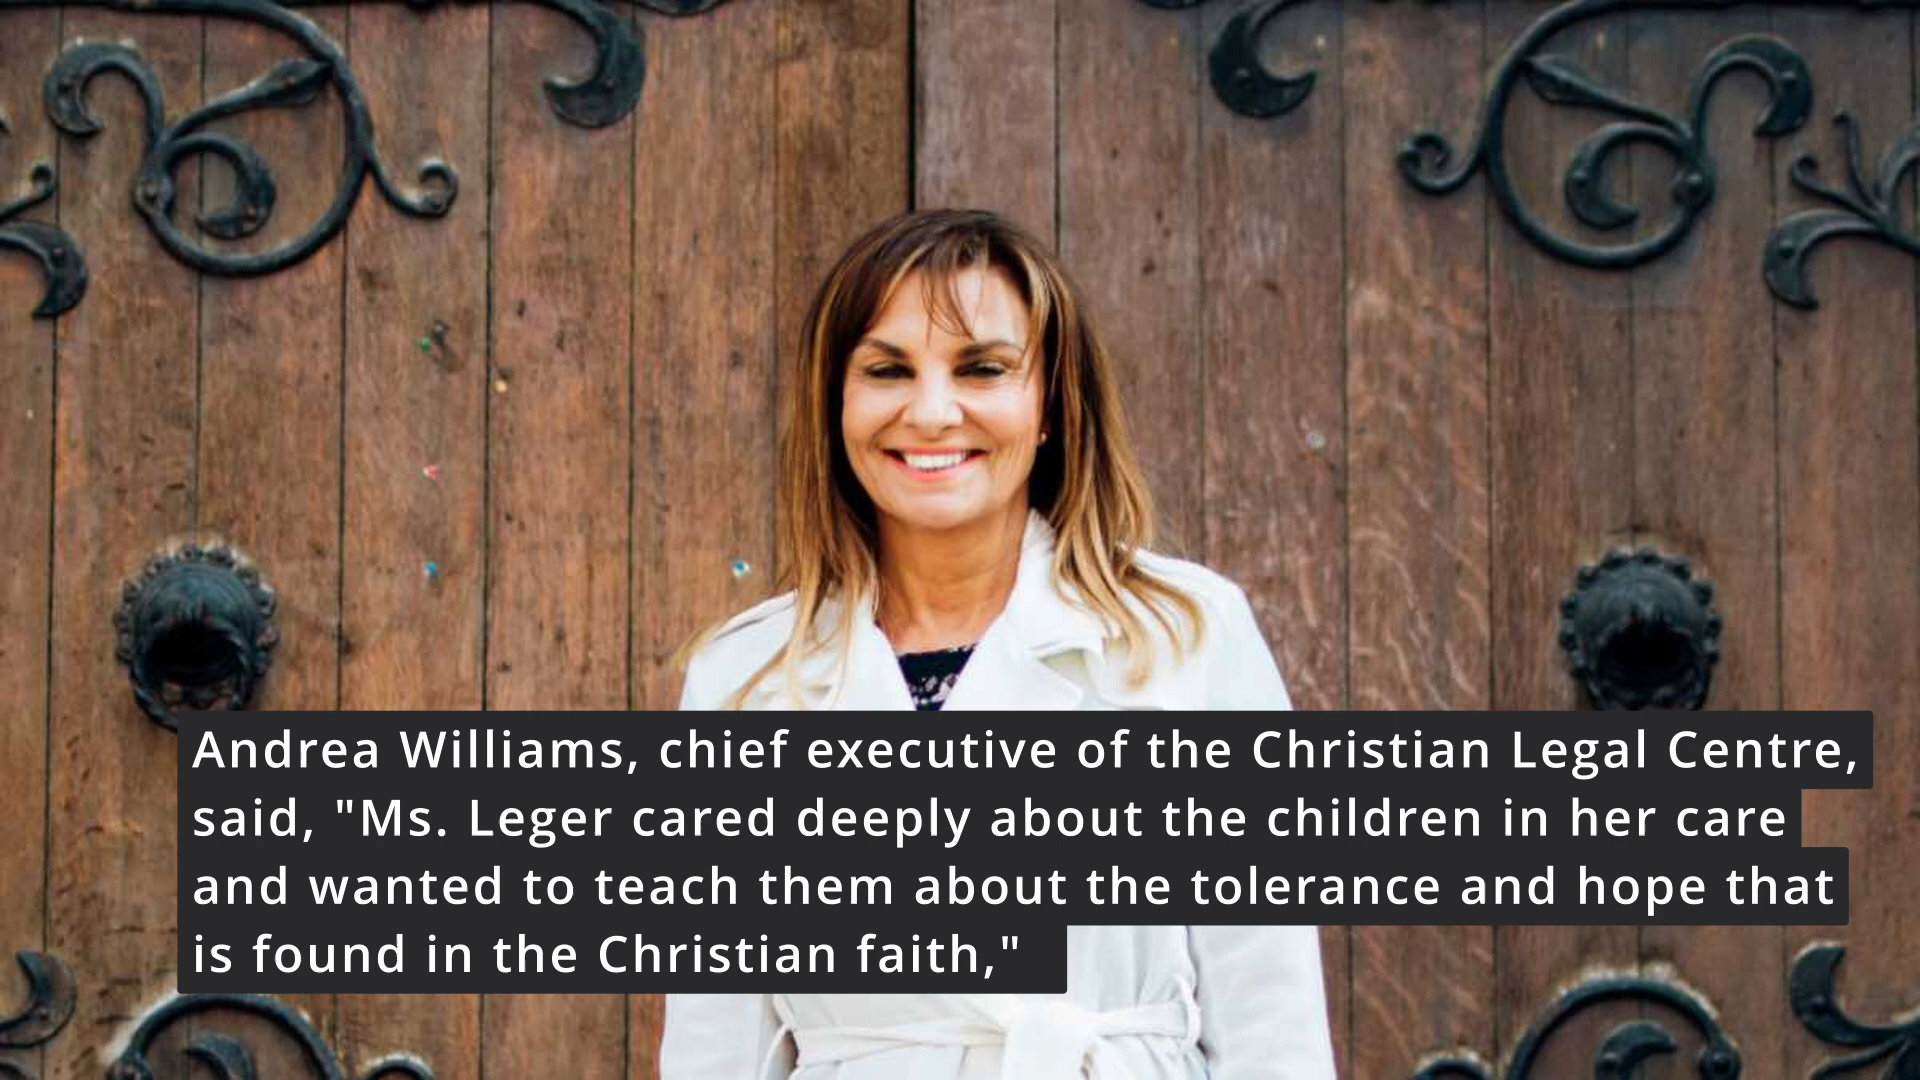 Andrea Williams, chief executive of the Christian Legal Centre,
said, "Ms. Leger cared deeply about the children in her care
and wanted to teach them about the tolerance and hope that
is found in the Christian faith,"